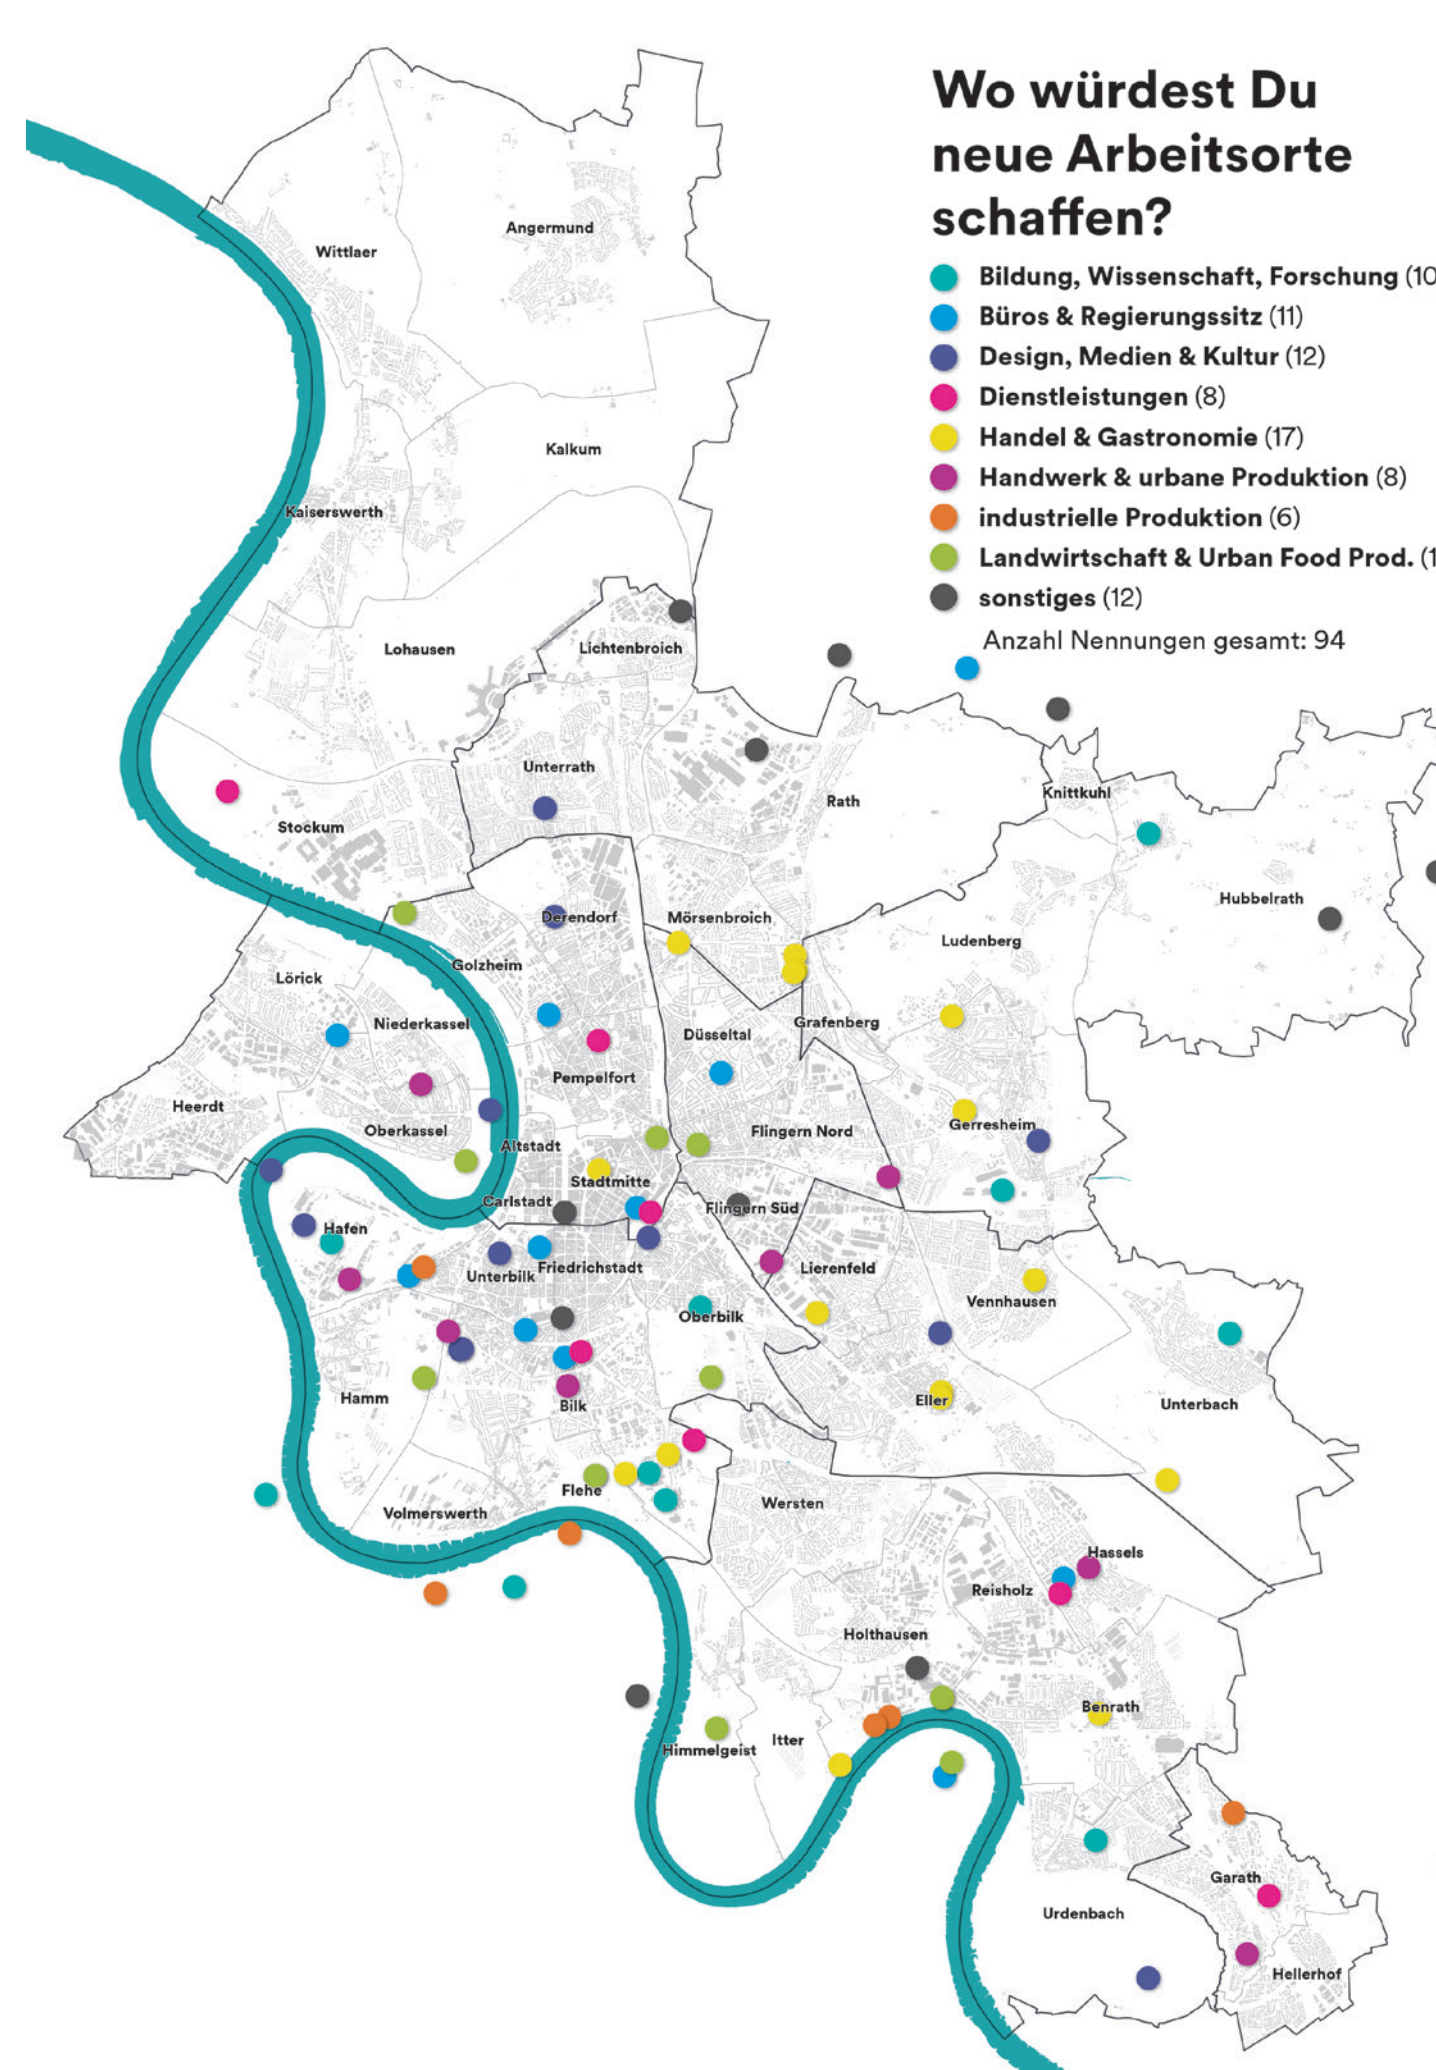 Wo würdest Du
neue Arbeitsorte
schaffen?
Bildung, Wissenschaft, Forschung (10
Büros & Regierungssitz (11)
Design, Medien & Kultur (12)
Dienstleistungen (8)
Handel & Gastronomie (17)
Handwerk & urbane Produktion (8)
industrielle Produktion (6)
Landwirtschaft & Urban Food Prod. (1
sonstiges (12)
Anzahl Nennungen gesamt: 94
Angermund
Wittlaer
Kalkum
Kaiserswerth
Lohausen
Lichtenbroich
Unterrath
Knittkuhl
Rath
Stockum
Hubbelrath
Derendorf
Mörsenbroich
Ludenberg
Golzheim
Lörick
Niederkassel
Grafenberg
Düsseltal
Pempelfort
Heerdt
Oberkassel
Flingern Nord
Gerresheim
Altstadt
Stadtmitte
Carlstadt
Flingern Süd
Hafen
Friedrichstadt
Lierenfeld
Unterbilk
Vennhausen
Oberbilk
Hamm
Eller
Bilk
Unterbach
Flehe
Wersten
Volmerswerth
Hassels
Reisholz
Holthausen
Benrath
Itter
Himmelgeist
Garath
Urdenbach
Hellerhof